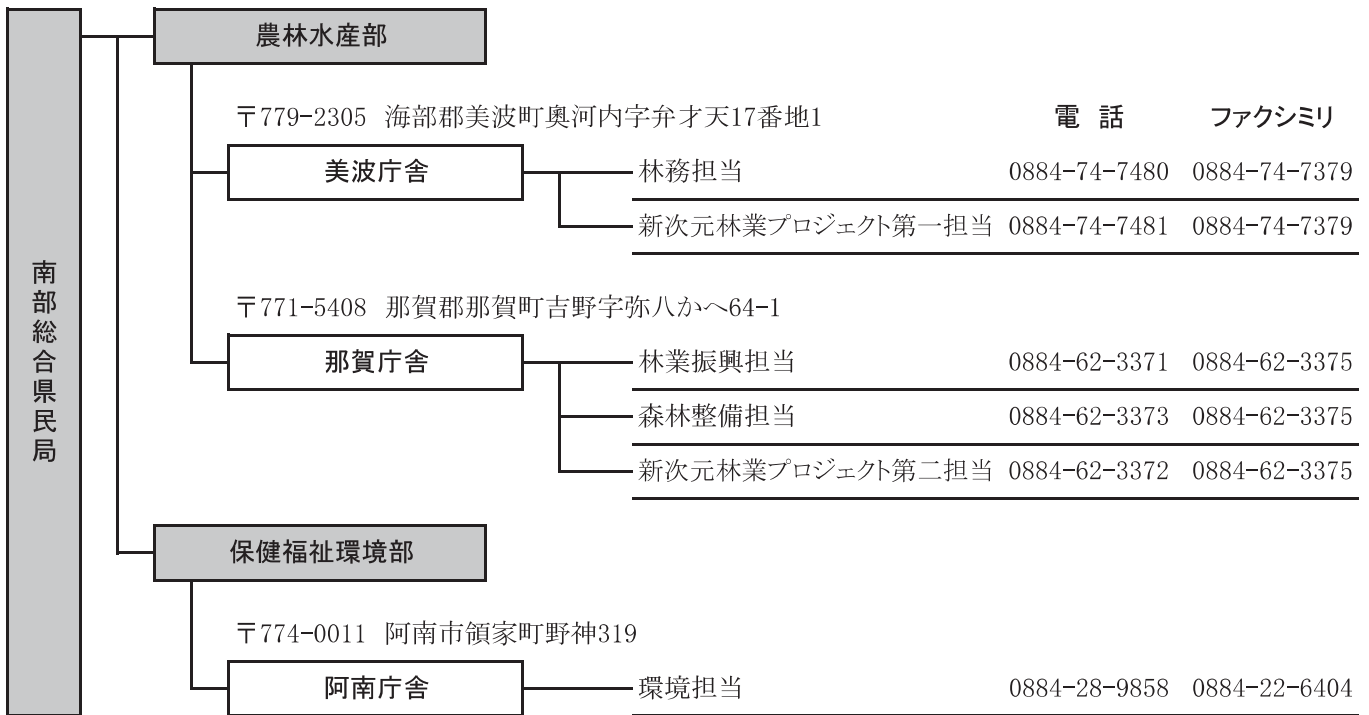 南部総合県民局
農林水産部
〒779-2305 海部郡美波町奥河内字弁才天17番地1 電 話 ファクシミリ
美波庁舎 林務担当 0884-74-7480 0884-74-7379
新次元林業プロジェクト第一担当 0884-74-7481 0884-74-7379
〒771-5408 那賀郡那賀町吉野字弥八かへ64-1
那賀庁舎 林業振興担当 0884-62-3371 0884-62-3375
森林整備担当 0884-62-3373 0884-62-3375
新次元林業プロジェクト第二担当 0884-62-3372 0884-62-3375
保健福祉環境部
〒774-0011 阿南市領家町野神319
阿南庁舎 環境担当 0884-28-9858 0884-22-6404